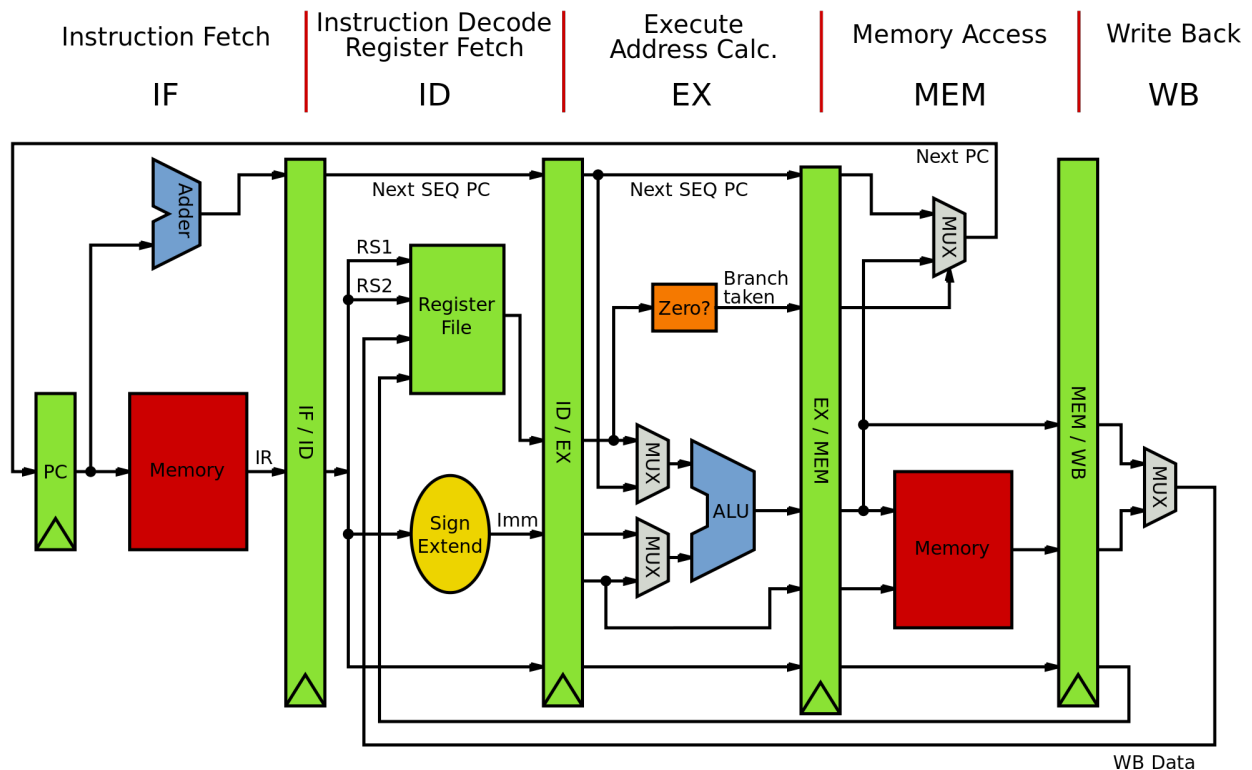 Instruction Fetch
IF
Instruction Decode
Register Fetch
ID
Execute
Address Calc.
EX
Memory Access
MEM
Write Back
WB
Next PC
Adder
Next SEQ PC
Next SEQ PC
MUX
RS1
RS2
Register
File
Branch
taken
Zero?
IF / ID
ID / EX
EX / MEM
MEM / WB
PC
Memory
IR
MUX
MUX
Sign
Extend
Imm
MUX
ALU
Memory
WB Data